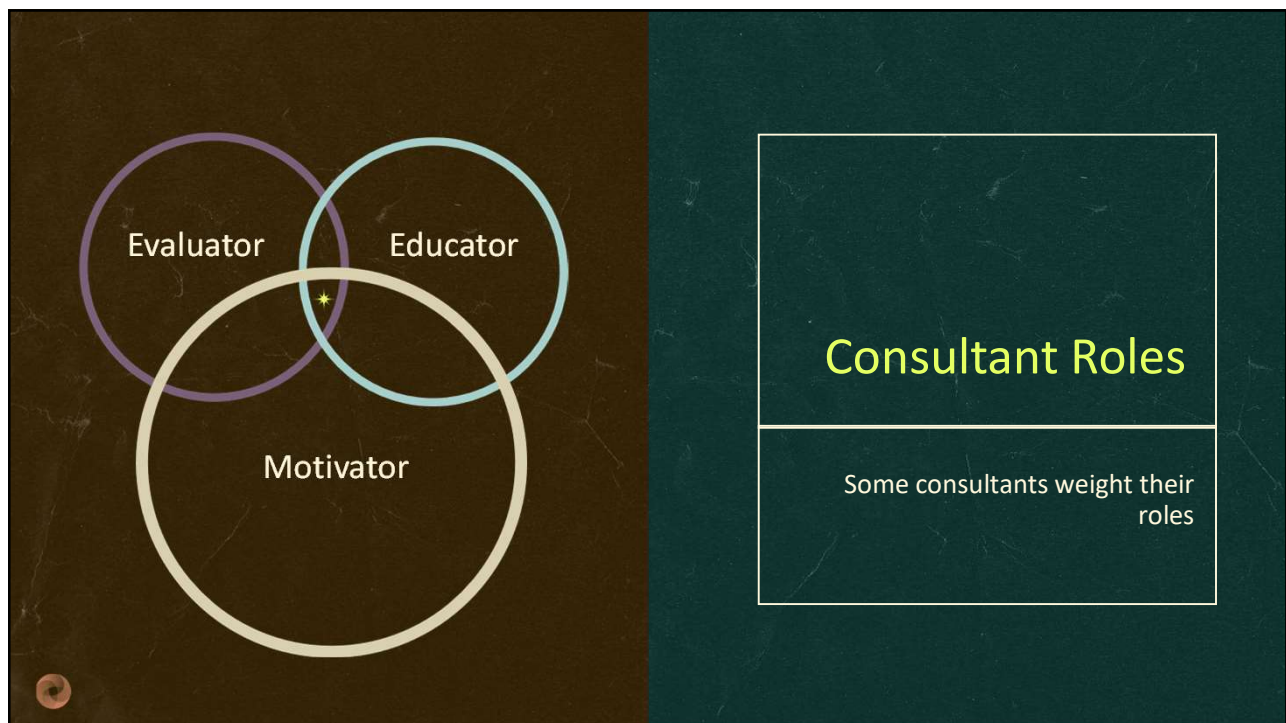 Evaluator
Educator
Motivator
Consultant Roles
Some consultants weight their
roles